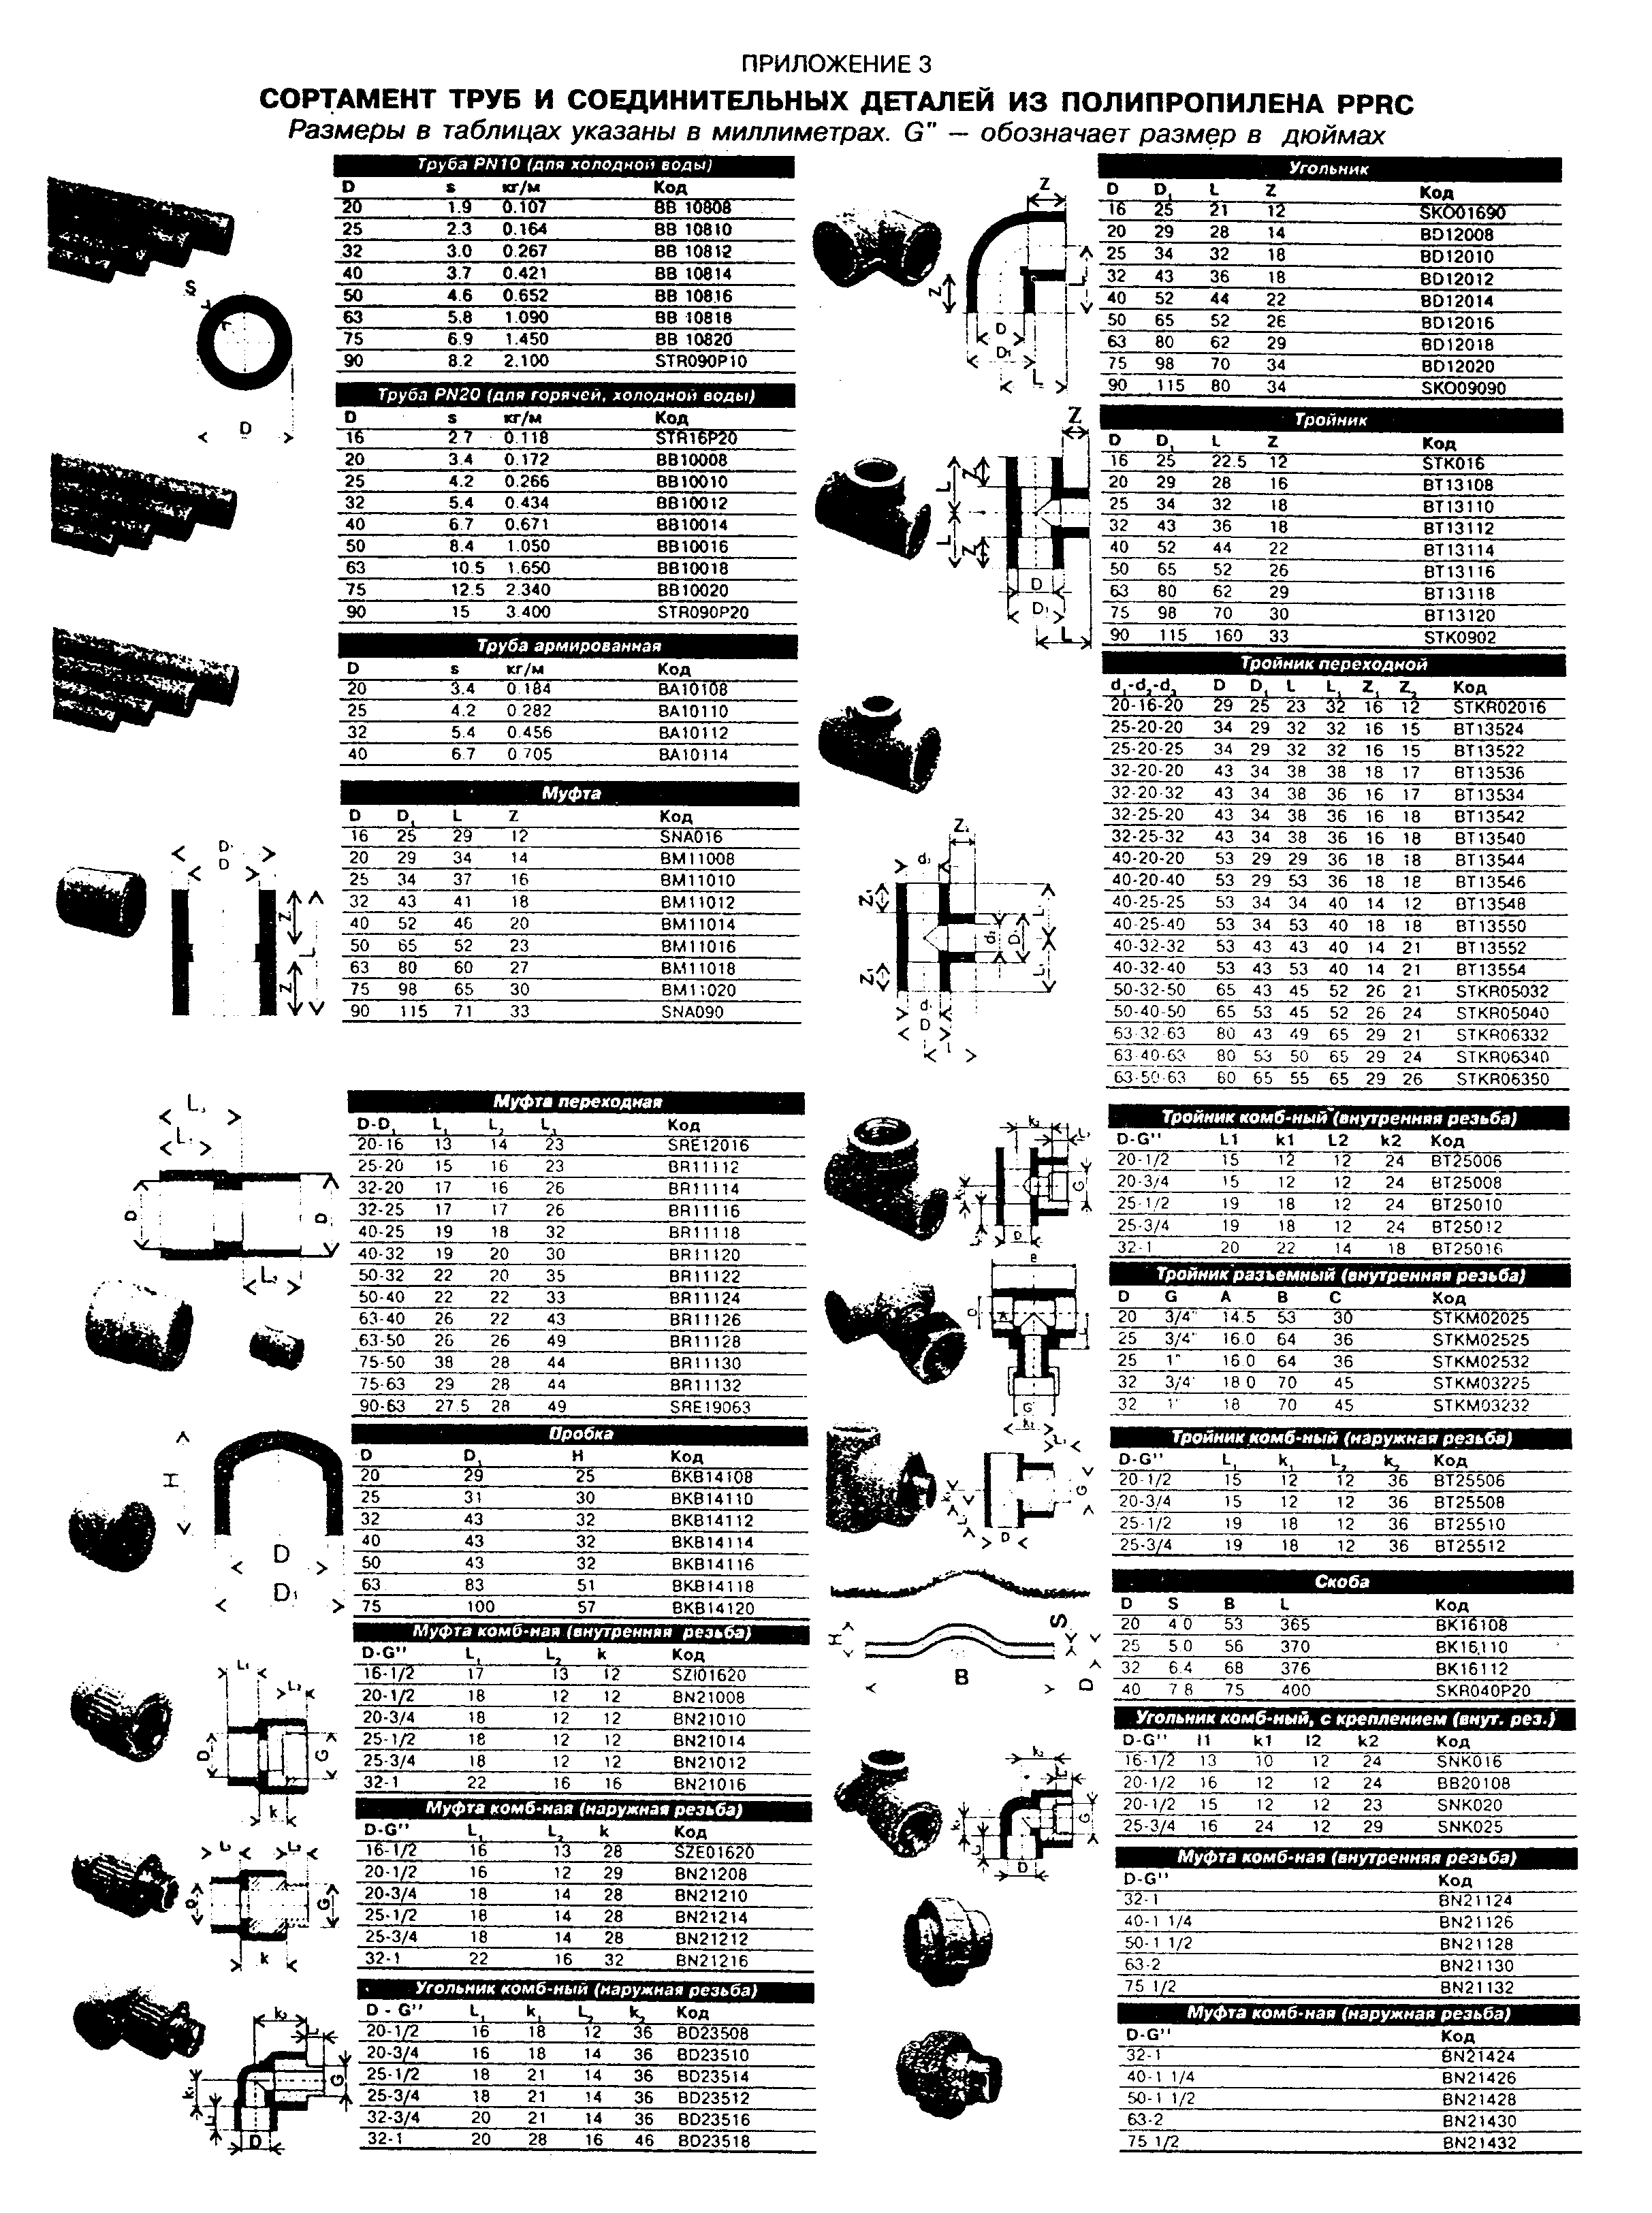 ПРИЛОЖЕНИЕ 3
СОРТАМЕНТ ТРУБ И СОЕДИНИТЕЛЬНЫХ ДЕТАЛЕЙ ИЗ ПОЛИПРОПИЛЕНА PPRC
Размеры в таблицах указаны в миллиметрах. G" – обозначает размер в дюймах
Труба PN10 (для холодной воды)
D s кг/м Код
20 1.9 0.107 BB 10808
25 2.3 0.164 BB 10810
32 3.0 0.267 BB 10812
40 3.7 0.421 BB 10814
50 4.6 0.652 BB 10816
63 5.8 1.090 BB 10818
75 6.9 1.450 BB 10820
90 8.2 2.100 STR090P10
S
D
Труба PN20 (для горячей, холодной воды)
D s кг/м Код
16 2.7 0.118 STR16P20
20 3.4 0.172 BB10008
25 4.2 0.266 BB10010
32 5.4 0.434 BB10012
40 6.7 0.671 BB10014
50 8.4 1.050 BB10016
63 10.5 1.650 BB10018
75 12.5 2.340 BB10020
90 15 3.400 STR090P20
Труба армированная
D s кг/м Код
20 3.4 0.184 BA10108
25 4.2 0.282 BA10110
32 5.4 0.456 BA10112
40 6.7 0.705 BA10114
Муфта
D D₁ L Z Код
16 25 29 12 SNA016
20 29 34 14 BM11008
25 34 37 16 BM11010
32 43 41 18 BM11012
40 52 46 20 BM11014
50 65 52 23 BM11016
63 80 60 27 BM11018
75 98 65 30 BM11020
90 115 71 33 SNA090
D₁
D
Z
L
Z
Муфта переходная
D-D₁ L₁ L₂ L₃ Код
20-16 13 14 23 SRE12016
25-20 15 16 23 BR11112
32-20 17 16 26 BR11114
32-25 17 17 26 BR11116
40-25 19 18 32 BR11118
40-32 19 20 30 BR11120
50-32 22 20 35 BR11122
50-40 22 22 33 BR11124
63-40 26 22 43 BR11126
63-50 26 26 49 BR11128
75-50 38 28 44 BR11130
75-63 29 28 44 BR11132
90-63 27.5 28 49 SRE19063
Пробка
D D₁ H Код
20 29 25 BKB14108
25 31 30 BKB14110
32 43 32 BKB14112
40 43 32 BKB14114
50 43 32 BKB14116
63 83 51 BKB14118
75 100 57 BKB14120
H
D
D₁
Муфта комб-ная (внутренняя резьба)
D-G'' L₁ L₂ k Код
16-1/2 17 13 12 SZI01620
20-1/2 18 12 12 BN21008
20-3/4 18 12 12 BN21010
25-1/2 18 12 12 BN21014
25-3/4 18 12 12 BN21012
32-1 22 16 16 BN21016
D
G
k
Муфта комб-ная (наружная резьба)
D-G'' L₁ L₂ k Код
16-1/2 16 13 28 SZE01620
20-1/2 16 12 29 BN21208
20-3/4 18 14 28 BN21210
25-1/2 18 14 28 BN21214
25-3/4 18 14 28 BN21212
32-1 22 16 32 BN21216
G
k
Угольник комб-ный (наружная резьба)
D - G'' L₁ k₁ L₂ k₂ Код
20-1/2 16 18 12 36 BD23508
20-3/4 16 18 14 36 BD23510
25-1/2 18 21 14 36 BD23514
25-3/4 18 21 14 36 BD23512
32-3/4 20 21 14 36 BD23516
32-1 20 28 16 46 BD23518
k₂
k₁
G
D
Угольник
D D₁ L Z Код
16 25 21 12 SKO01690
20 29 28 14 BD12008
25 34 32 18 BD12010
32 43 36 18 BD12012
40 52 44 22 BD12014
50 65 52 26 BD12016
63 80 62 29 BD12018
75 98 70 34 BD12020
90 115 80 34 SKO09090
Z
L
Z
D
D₁
L
Тройник
D D₁ L Z Код
16 25 22.5 12 STK016
20 29 28 16 BT13108
25 34 32 18 BT13110
32 43 36 18 BT13112
40 52 44 22 BT13114
50 65 52 26 BT13116
63 80 62 29 BT13118
75 98 70 30 BT13120
90 115 160 33 STK0902
Z
L
Z
L
Z
D
D₁
L
Тройник переходной
d₁-d₂-d₃ D D₁ L L₁ Z₁ Z₂ Код
20-16-20 29 25 23 32 16 12 STKR02016
25-20-20 34 29 32 32 16 15 BT13524
25-20-25 34 29 32 32 16 15 BT13522
32-20-20 43 34 38 38 18 17 BT13536
32-20-32 43 34 38 36 16 17 BT13534
32-25-20 43 34 38 36 16 18 BT13542
32-25-32 43 34 38 36 16 18 BT13540
40-20-20 53 29 29 36 18 18 BT13544
40-20-40 53 29 53 36 18 18 BT13546
40-25-25 53 34 34 40 14 12 BT13548
40-25-40 53 34 53 40 18 18 BT13550
40-32-32 53 43 43 40 14 21 BT13552
40-32-40 53 43 53 40 14 21 BT13554
50-32-50 65 43 45 52 26 21 STKR05032
50-40-50 65 53 45 52 26 24 STKR05040
63-32-63 80 43 49 65 29 21 STKR06332
63-40-63 80 53 50 65 29 24 STKR06340
63-50-63 80 65 55 65 29 26 STKR06350
Тройник комб-ный (внутренняя резьба)
D-G'' L1 k1 L2 k2 Код
20-1/2 15 12 12 24 BT25006
20-3/4 15 12 12 24 BT25008
25-1/2 19 18 12 24 BT25010
25-3/4 19 18 12 24 BT25012
32-1 20 22 14 18 BT25016
Тройник разъемный (внутренняя резьба)
D G A B C Код
20 3/4" 14.5 53 30 STKM02025
25 3/4" 16.0 64 36 STKM02525
25 1" 16.0 64 36 STKM02532
32 3/4" 18.0 70 45 STKM03225
32 1" 18 70 45 STKM03232
Тройник комб-ный (наружная резьба)
D-G'' L₁ k₁ L₂ k₂ Код
20-1/2 15 12 12 36 BT25506
20-3/4 15 12 12 36 BT25508
25-1/2 19 18 12 36 BT25510
25-3/4 19 18 12 36 BT25512
Скоба
D S B L Код
20 4.0 53 365 BK16108
25 5.0 56 370 BK16110
32 6.4 68 376 BK16112
40 7.8 75 400 SKR040P20
H
S
B
D
Угольник комб-ный, с креплением (внут. рез.)
D-G'' l1 k1 l2 k2 Код
16-1/2 13 10 12 24 SNK016
20-1/2 16 12 12 24 BB20108
20-1/2 15 12 12 23 SNK020
25-3/4 16 24 12 29 SNK025
Муфта комб-ная (внутренняя резьба)
D-G'' Код
32-1 BN21124
40-1 1/4 BN21126
50-1 1/2 BN21128
63-2 BN21130
75 1/2 BN21132
Муфта комб-ная (наружная резьба)
D-G'' Код
32-1 BN21424
40-1 1/4 BN21426
50-1 1/2 BN21428
63-2 BN21430
75 1/2 BN21432